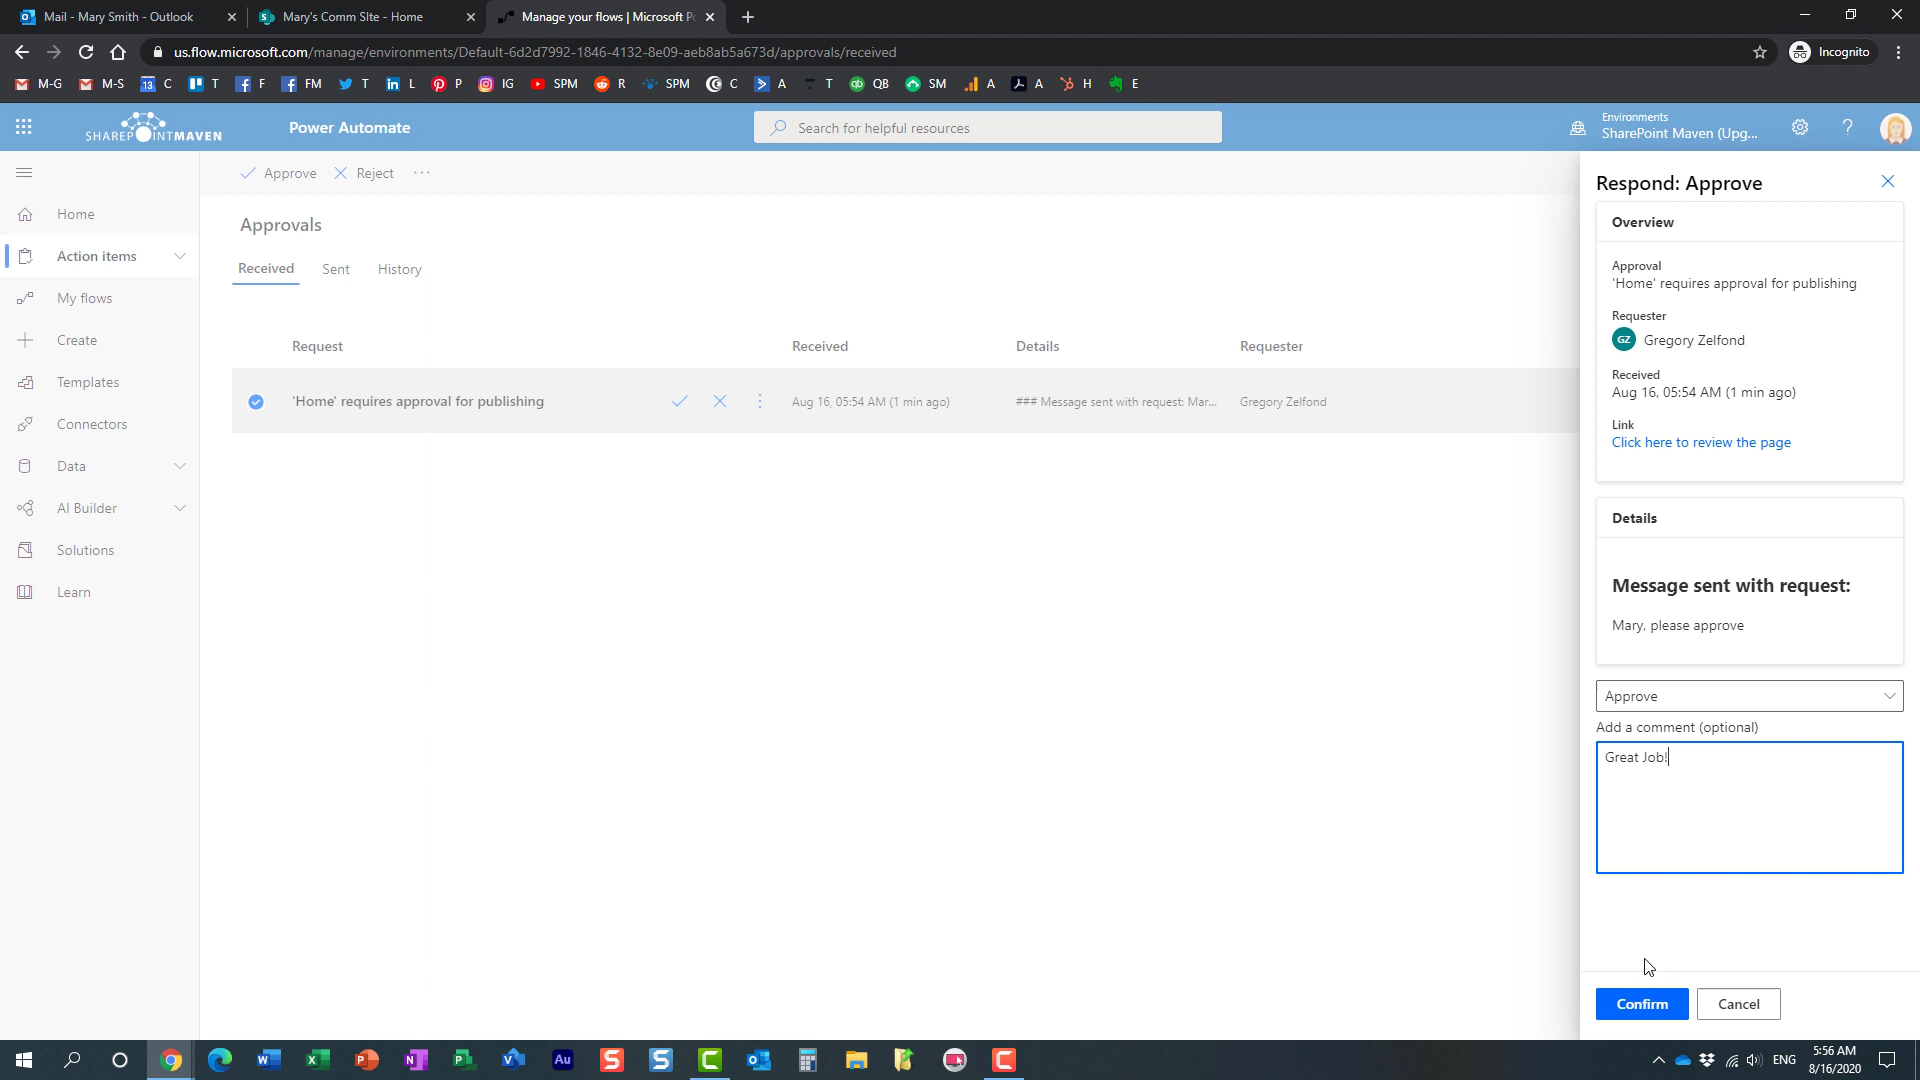 Mail - Mary Smith - Outlook
Mary's Comm SIte - Home
Manage your flows | Microsoft Po
us.flow.microsoft.com/manage/environments/Default-6d2d7992-1846-4132-8e09-aeb8ab5a673d/approvals/received
Incognito
M-G
M-S
13
C
T
F
FM
T
L
P
IG
SPM
R
SPM
C
A
T
QB
SM
A
A
H
E
SHAREPOINTMAVEN
Power Automate
Search for helpful resources
Environments
SharePoint Maven (Upg...
?
Home
Action items
My flows
Create
Templates
Connectors
Data
AI Builder
Solutions
Learn
Approve
Reject
...
Approvals
Received
Sent
History
Request
Received
Details
Requester
'Home' requires approval for publishing
Aug 16, 05:54 AM (1 min ago)
### Message sent with request: Mar...
Gregory Zelfond
Respond: Approve
Overview
Approval
'Home' requires approval for publishing
Requester
GZ
Gregory Zelfond
Received
Aug 16, 05:54 AM (1 min ago)
Link
Click here to review the page
Details
Message sent with request:
Mary, please approve
Approve
Add a comment (optional)
Great Job!
Confirm
Cancel
Au
ENG
5:56 AM
8/16/2020